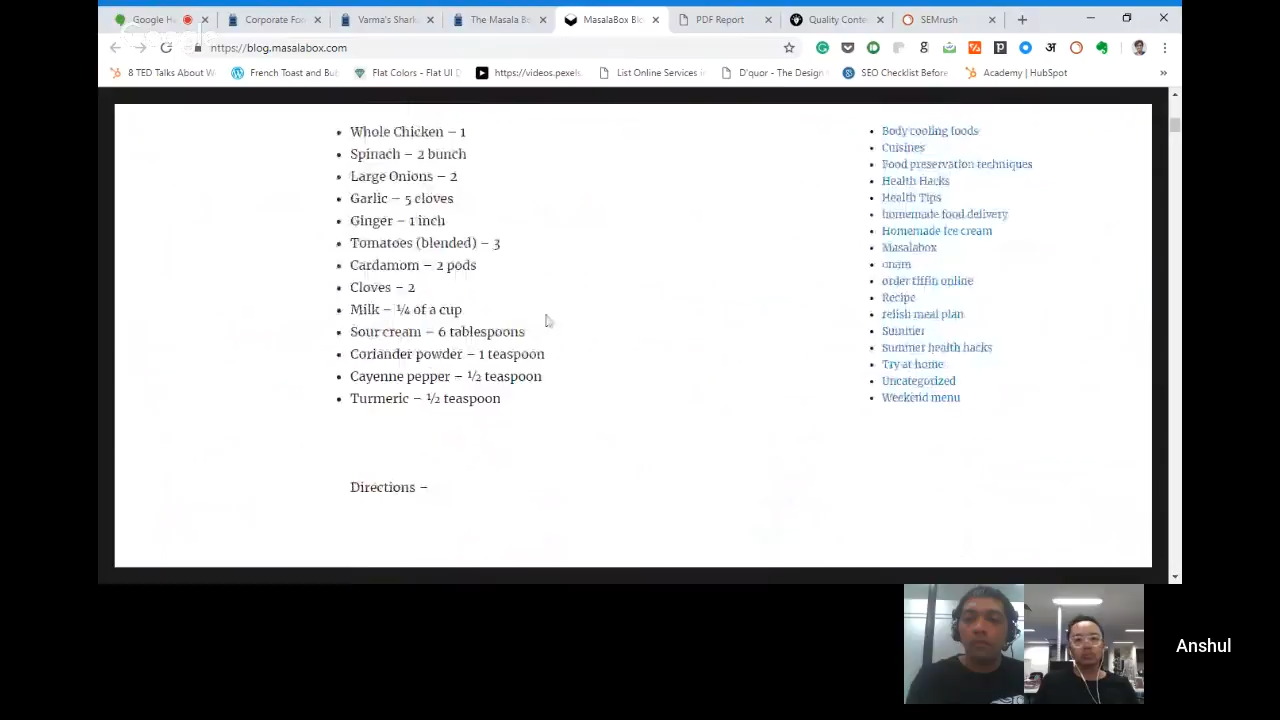 Google H
Corporate Foo
Varma's Shark
The Masala Bo
MasalaBox Blo
PDF Report
Quality Conte
SEMrush
https://blog.masalabox.com
8 TED Talks About W
French Toast and Bub
Flat Colors - Flat UI
https://videos.pexel
List Online Services i
D'quor - The Design
SEO Checklist Before
Academy | HubSpot
Whole Chicken – 1
Spinach – 2 bunch
Large Onions – 2
Garlic – 5 cloves
Ginger – 1 inch
Tomatoes (blended) – 3
Cardamom – 2 pods
Cloves – 2
Milk – ¼ of a cup
Sour cream – 6 tablespoons
Coriander powder – 1 teaspoon
Cayenne pepper – ½ teaspoon
Turmeric – ½ teaspoon
Directions –
Body cooling foods
Cuisines
Food preservation techniques
Health Hacks
Health Tips
homemade food delivery
Homemade Ice cream
Masalabox
onam
order tiffin online
Recipe
relish meal plan
Summer
Summer health hacks
Try at home
Uncategorized
Weekend menu
Anshul